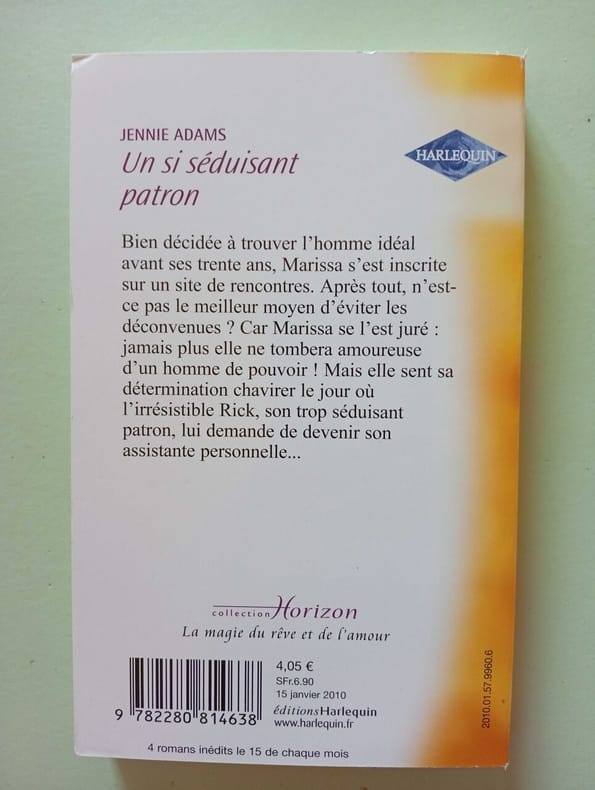 JENNIE ADAMS
Un si séduisant
patron
HARLEQUIN
Bien décidée à trouver l'homme idéal
avant ses trente ans, Marissa s'est inscrite
sur un site de rencontres. Après tout, n'est-
ce pas le meilleur moyen d'éviter les
déconvenues ? Car Marissa se l'est juré :
jamais plus elle ne tombera amoureuse
d'un homme de pouvoir ! Mais elle sent sa
détermination chavirer le jour où
l'irrésistible Rick, son trop séduisant
patron, lui demande de devenir son
assistante personnelle...
collection Horizon
La magie du rêve et de l'amour
4,05 €
SFr.6.90
15 janvier 2010
éditionsHarlequin
www.harlequin.fr
9 782280 814638
4 romans inédits le 15 de chaque mois
2010.01.57.9960.6